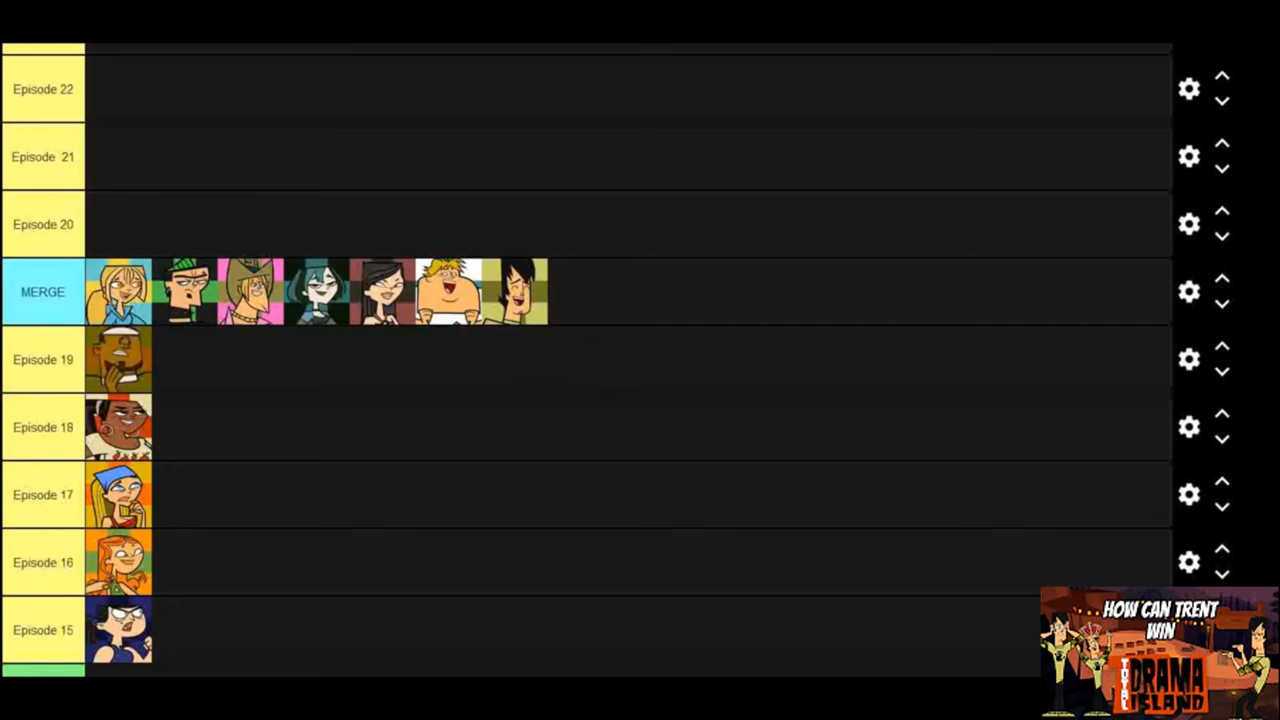 Episode 22
Episode 21
Episode 20
MERGE
Episode 19
Episode 18
Episode 17
Episode 16
Episode 15
HOW CAN TRENT
WIN
TOTAL
DRAMA
ISLAND